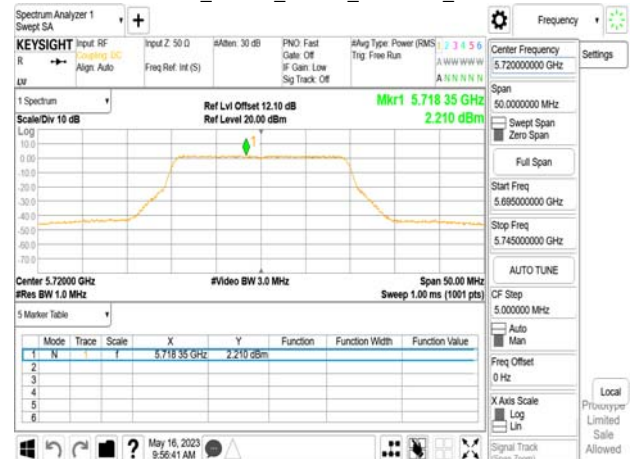 Spectrum Analyzer 1
Swept SA
Frequency
KEYSIGHT
R
Input: RF
Coupling: DC
Align: Auto
Input Z: 50 Ω
Freq Ref: Int (S)
#Atten: 30 dB
PNO: Fast
Gate: Off
IF Gain: Low
Sig Track: Off
#Avg Type: Power (RMS
Trig: Free Run
1 2 3 4 5 6
A W W W W W
A N N N N N
Settings
Center Frequency
5.720000000 GHz
Span
50.0000000 MHz
Swept Span
Zero Span
Full Span
Start Freq
5.695000000 GHz
Stop Freq
5.745000000 GHz
AUTO TUNE
CF Step
5.000000 MHz
Auto
Man
Freq Offset
0 Hz
X Axis Scale
Log
Lin
Signal Track
Local
Prototype
Limited
Sale
Allowed
1 Spectrum
Scale/Div 10 dB
Ref Lvl Offset 12.10 dB
Ref Level 20.00 dBm
Mkr1 5.718 35 GHz
2.210 dBm
Log
10.0
0.00
-10.0
-20.0
-30.0
-40.0
-50.0
-60.0
-70.0
1
Center 5.72000 GHz
#Res BW 1.0 MHz
#Video BW 3.0 MHz
Span 50.00 MHz
Sweep 1.00 ms (1001 pts)
5 Marker Table
Mode Trace Scale X Y Function Function Width Function Value
1 N 1 f 5.718 35 GHz 2.210 dBm
2
3
4
5
6
May 16, 2023
9:56:41 AM